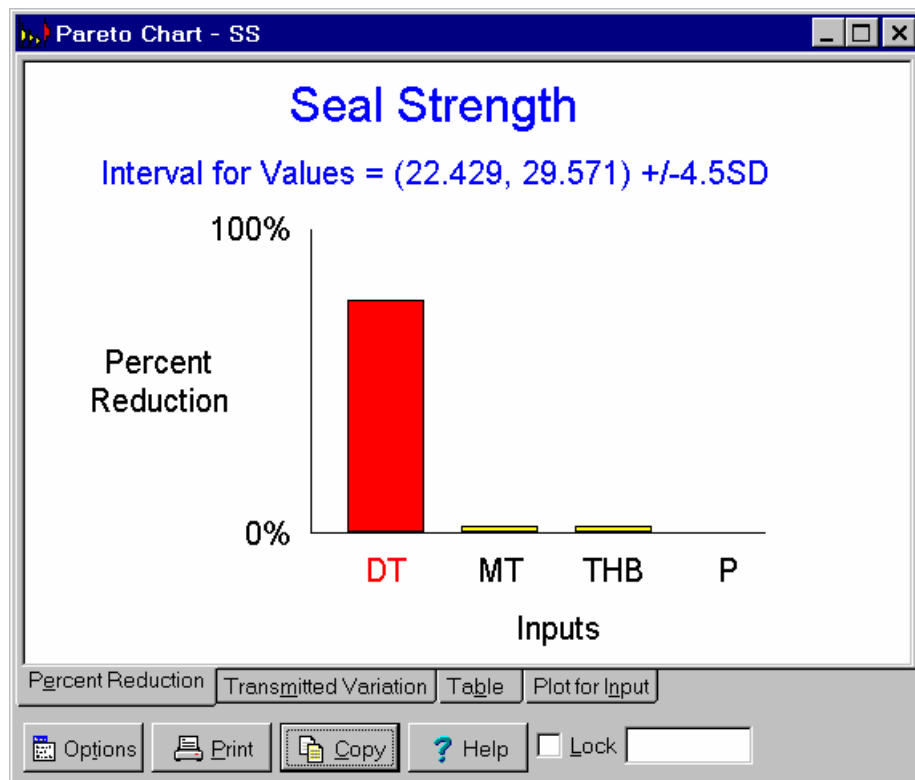 Pareto Chart - SS
Seal Strength
Interval for Values = (22.429, 29.571) +/-4.5SD
100%
Percent
Reduction
0%
DT MT THB P
Inputs
Percent Reduction Transmitted Variation Table Plot for Input
Options Print Copy ? Help Lock